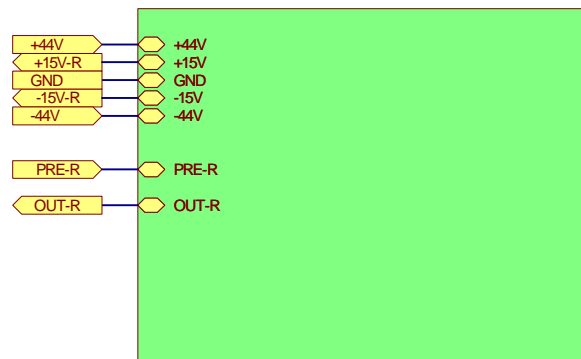 +44V +44V
+15V-R +15V
GND GND
-15V-R -15V
-44V -44V
PRE-R PRE-R
OUT-R OUT-R